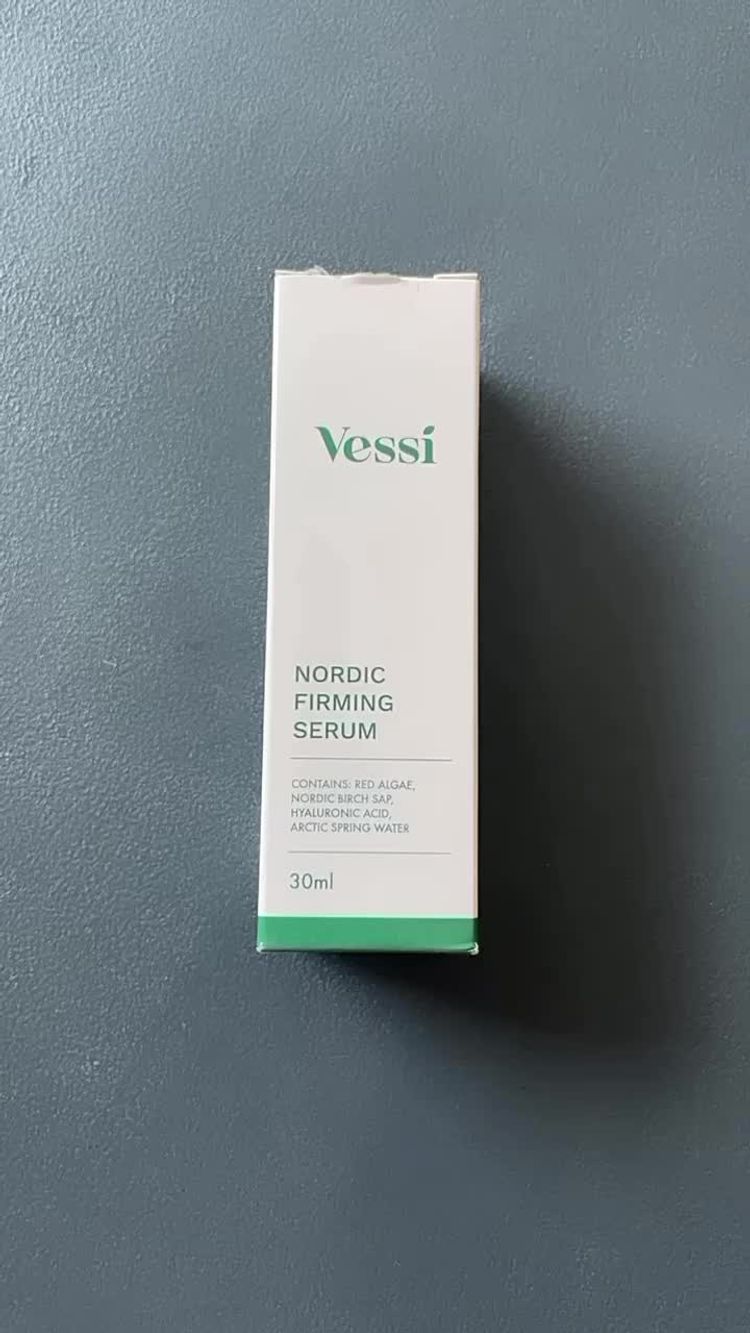 Vessi
NORDIC
FIRMING
SERUM
CONTAINS: RED ALGAE,
NORDIC BIRCH SAP,
HYALURONIC ACID,
ARCTIC SPRING WATER
30ml